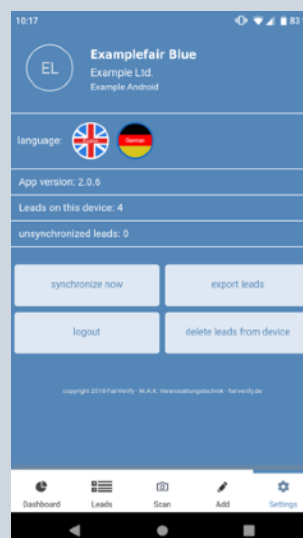 10:17
83
EL
Examplefair Blue
Example Ltd.
Example Android
language:
German
App version: 2.0.6
Leads on this device: 4
unsynchronized leads: 0
synchronize now
export leads
logout
delete leads from device
copyright 2018 FairVerify - M.A.X. Veranstaltungstechnik - fairverify.de
Dashboard
Leads
Scan
Add
Settings